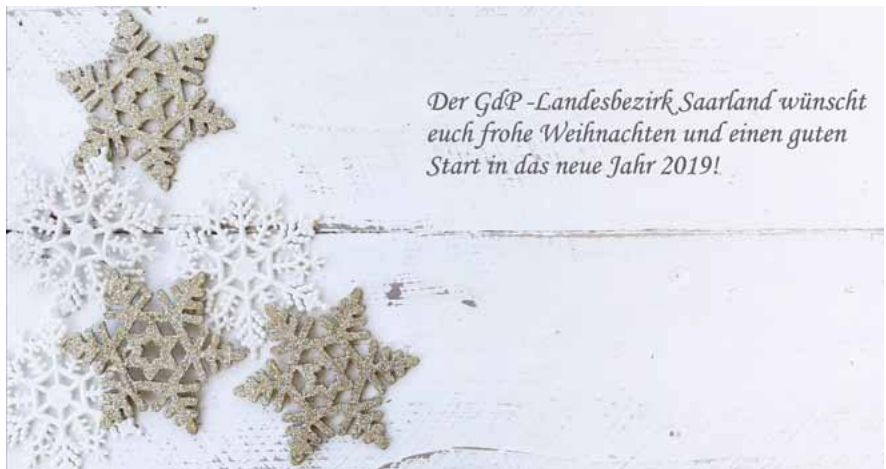 Der GdP -Landesbezirk Saarland wünscht
euch frohe Weihnachten und einen guten
Start in das neue Jahr 2019!